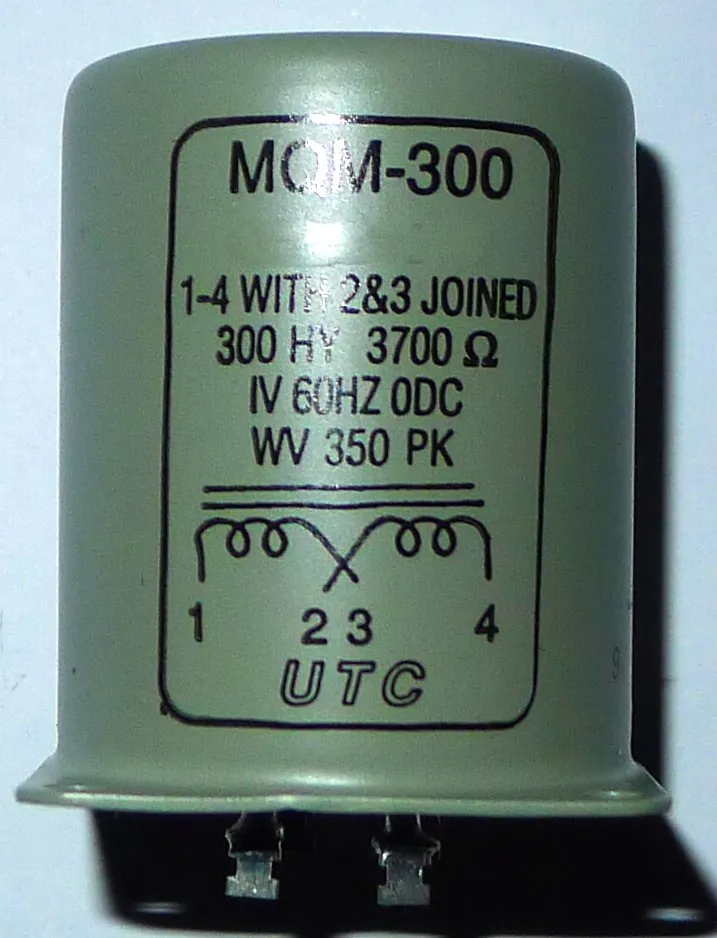 MQM-300
1-4 WITH 2&3 JOINED
300 HY 3700 Ω
IV 60HZ 0DC
WV 350 PK
1 2 3 4
UTC
9